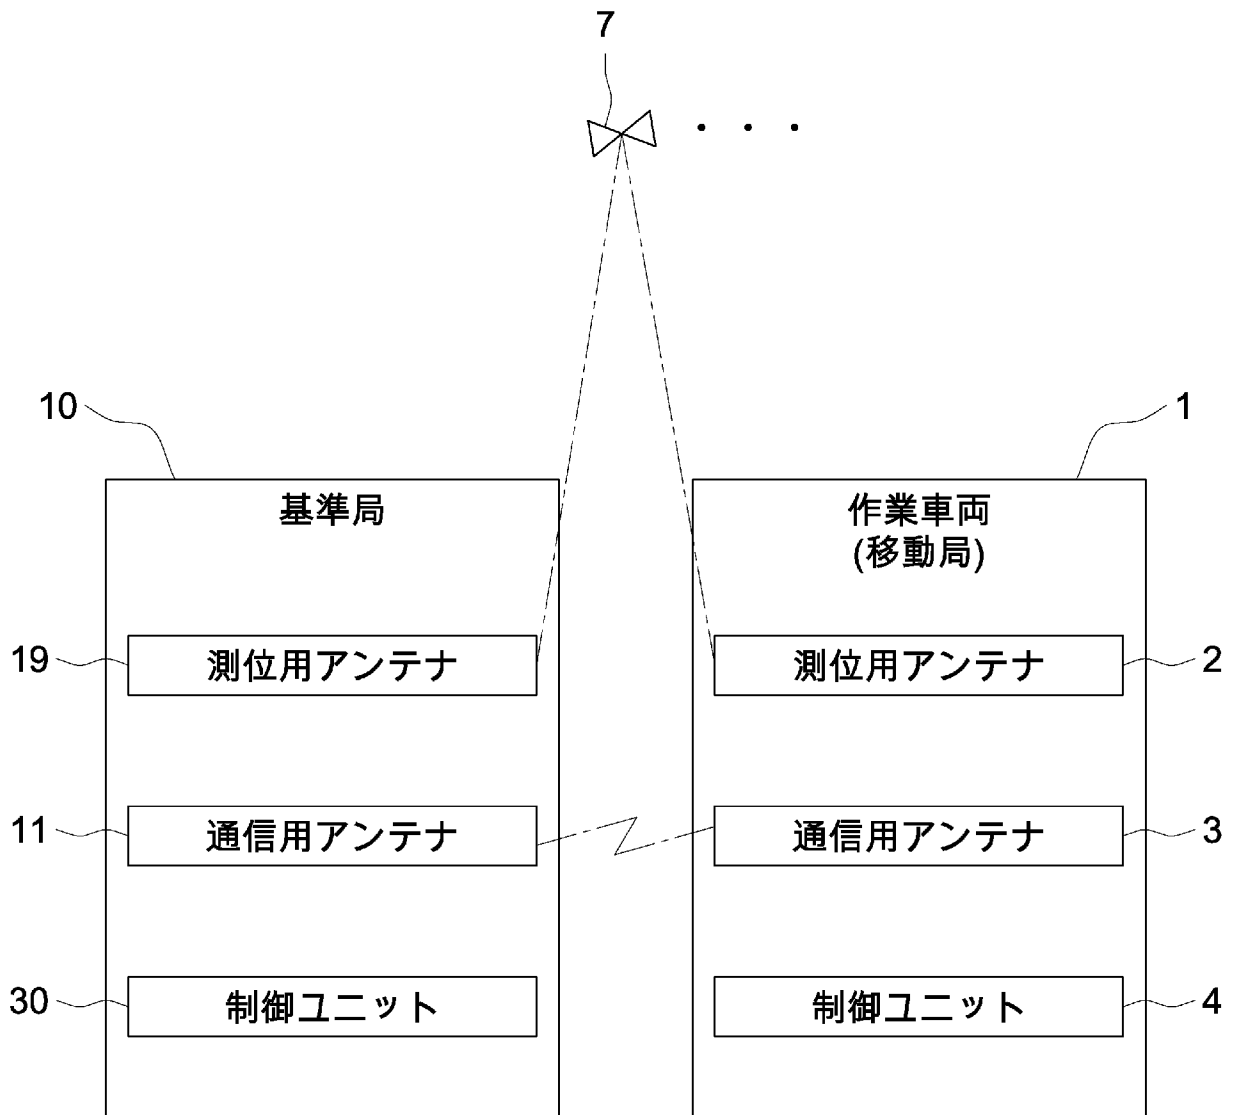 7
10
1
基準局
作業車両
(移動局)
19
測位用アンテナ
測位用アンテナ
2
11
通信用アンテナ
通信用アンテナ
3
30
制御ユニット
制御ユニット
4